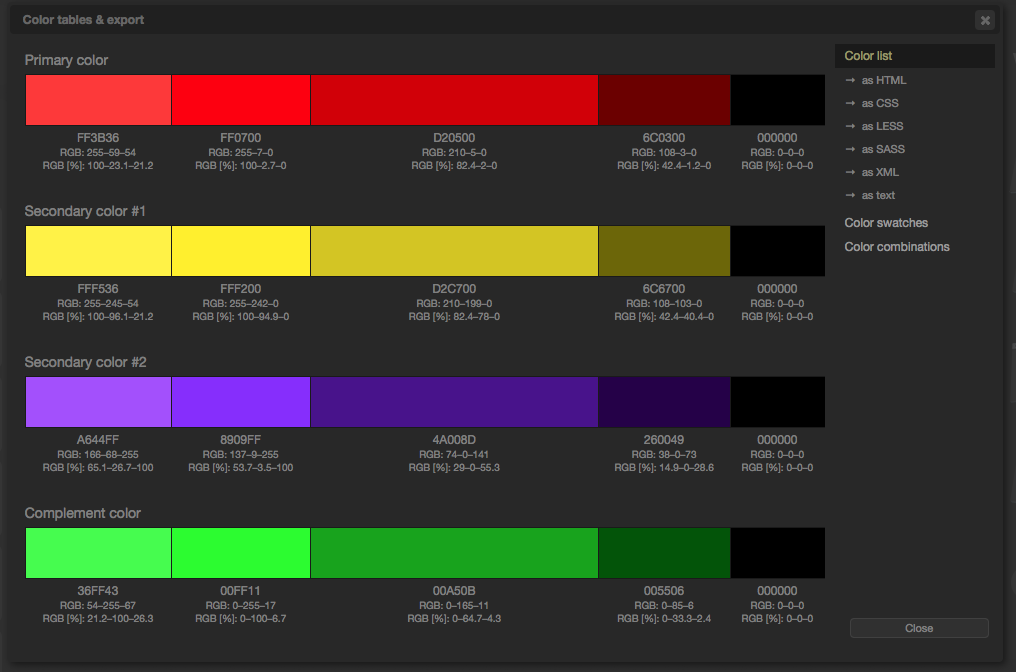 Color tables & export
Primary color
FF3B36 FF0700 D20500 6C0300 000000
RGB: 255–59–54 RGB: 255–7–0 RGB: 210–5–0 RGB: 108–3–0 RGB: 0–0–0
RGB [%]: 100–23.1–21.2 RGB [%]: 100–2.7–0 RGB [%]: 82.4–2–0 RGB [%]: 42.4–1.2–0 RGB [%]: 0–0–0
Secondary color #1
FFF536 FFF200 D2C700 6C6700 000000
RGB: 255–245–54 RGB: 255–242–0 RGB: 210–199–0 RGB: 108–103–0 RGB: 0–0–0
RGB [%]: 100–96.1–21.2 RGB [%]: 100–94.9–0 RGB [%]: 82.4–78–0 RGB [%]: 42.4–40.4–0 RGB [%]: 0–0–0
Secondary color #2
A644FF 8909FF 4A008D 260049 000000
RGB: 166–68–255 RGB: 137–9–255 RGB: 74–0–141 RGB: 38–0–73 RGB: 0–0–0
RGB [%]: 65.1–26.7–100 RGB [%]: 53.7–3.5–100 RGB [%]: 29–0–55.3 RGB [%]: 14.9–0–28.6 RGB [%]: 0–0–0
Complement color
36FF43 00FF11 00A50B 005506 000000
RGB: 54–255–67 RGB: 0–255–17 RGB: 0–165–11 RGB: 0–85–6 RGB: 0–0–0
RGB [%]: 21.2–100–26.3 RGB [%]: 0–100–6.7 RGB [%]: 0–64.7–4.3 RGB [%]: 0–33.3–2.4 RGB [%]: 0–0–0
Color list
→ as HTML
→ as CSS
→ as LESS
→ as SASS
→ as XML
→ as text
Color swatches
Color combinations
Close